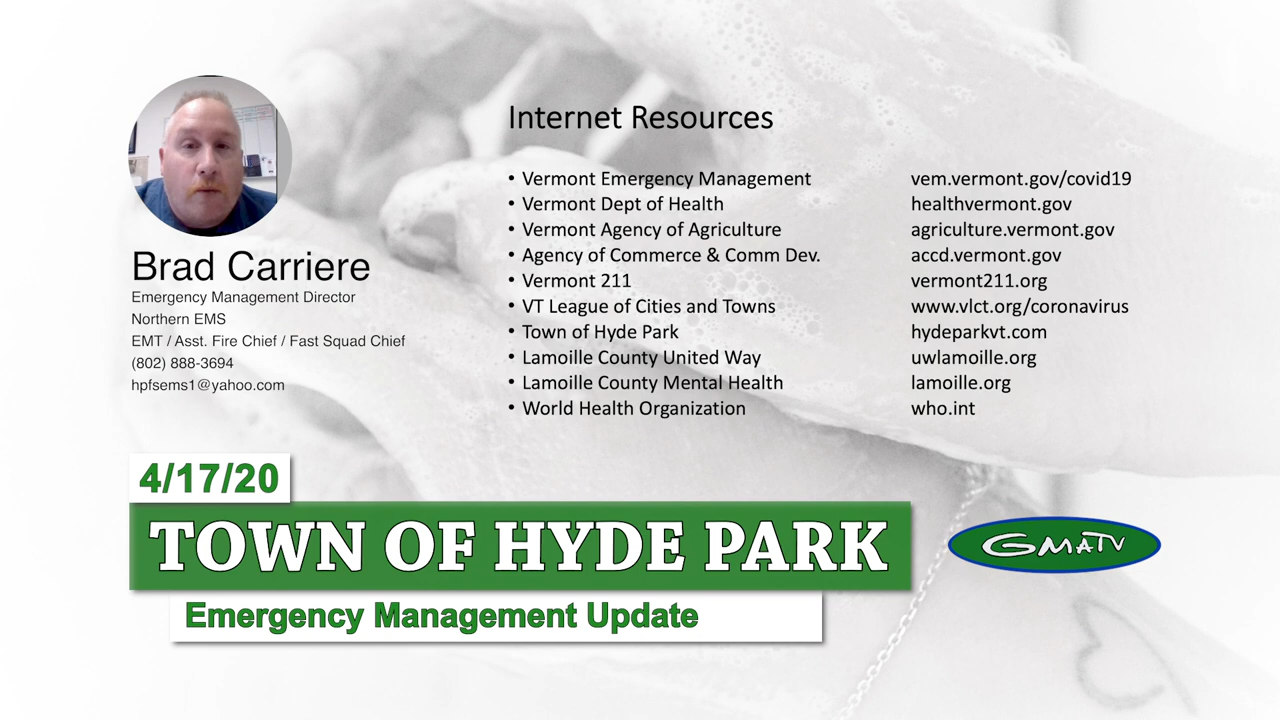 Brad Carriere
Emergency Management Director
Northern EMS
EMT / Asst. Fire Chief / Fast Squad Chief
(802) 888-3694
hpfsems1@yahoo.com
Internet Resources
• Vermont Emergency Management vem.vermont.gov/covid19
• Vermont Dept of Health healthvermont.gov
• Vermont Agency of Agriculture agriculture.vermont.gov
• Agency of Commerce & Comm Dev. accd.vermont.gov
• Vermont 211 vermont211.org
• VT League of Cities and Towns www.vlct.org/coronavirus
• Town of Hyde Park hydeparkvt.com
• Lamoille County United Way uwlamoille.org
• Lamoille County Mental Health lamoille.org
• World Health Organization who.int
4/17/20
TOWN OF HYDE PARK
GMATV
Emergency Management Update